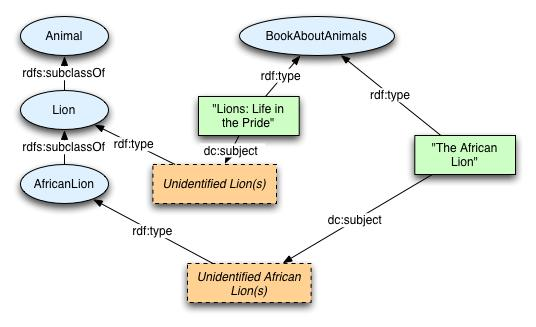 Animal
BookAboutAnimals
rdfs:subclassOf
rdf:type
rdf:type
Lion
"Lions: Life in
the Pride"
rdfs:subclassOf
rdf:type
dc:subject
"The African
Lion"
AfricanLion
Unidentified Lion(s)
rdf:type
dc:subject
Unidentified African
Lion(s)